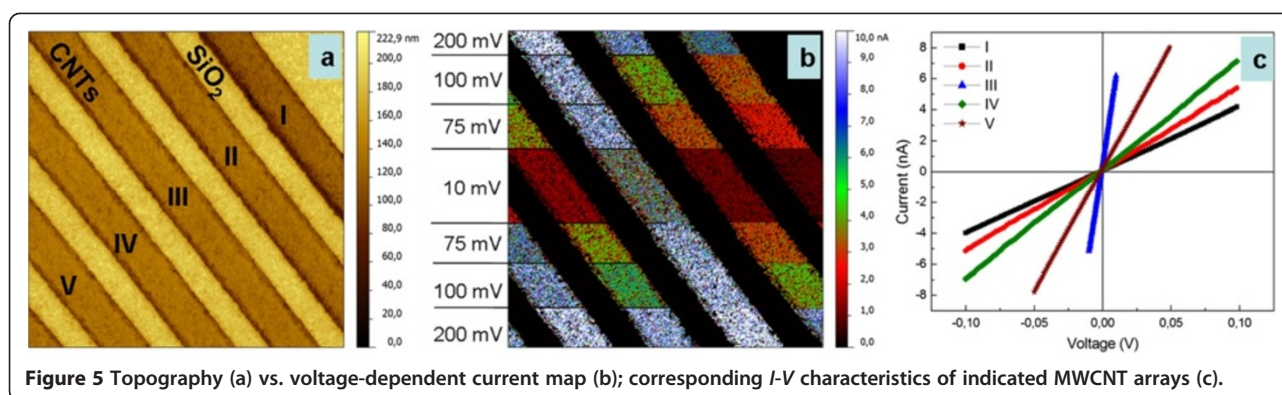 a
CNTs
SiO2
I
II
III
IV
V
222,9 nm
200,0
180,0
160,0
140,0
120,0
100,0
80,0
60,0
40,0
20,0
0,0
b
200 mV
100 mV
75 mV
10 mV
75 mV
100 mV
200 mV
10,0 nA
9,0
8,0
7,0
6,0
5,0
4,0
3,0
2,0
1,0
0,0
c
I
II
III
IV
V
Current (nA)
8
6
4
2
0
-2
-4
-6
-8
-0,10
-0,05
0,00
0,05
0,10
Voltage (V)
Figure 5 Topography (a) vs. voltage-dependent current map (b); corresponding I-V characteristics of indicated MWCNT arrays (c).